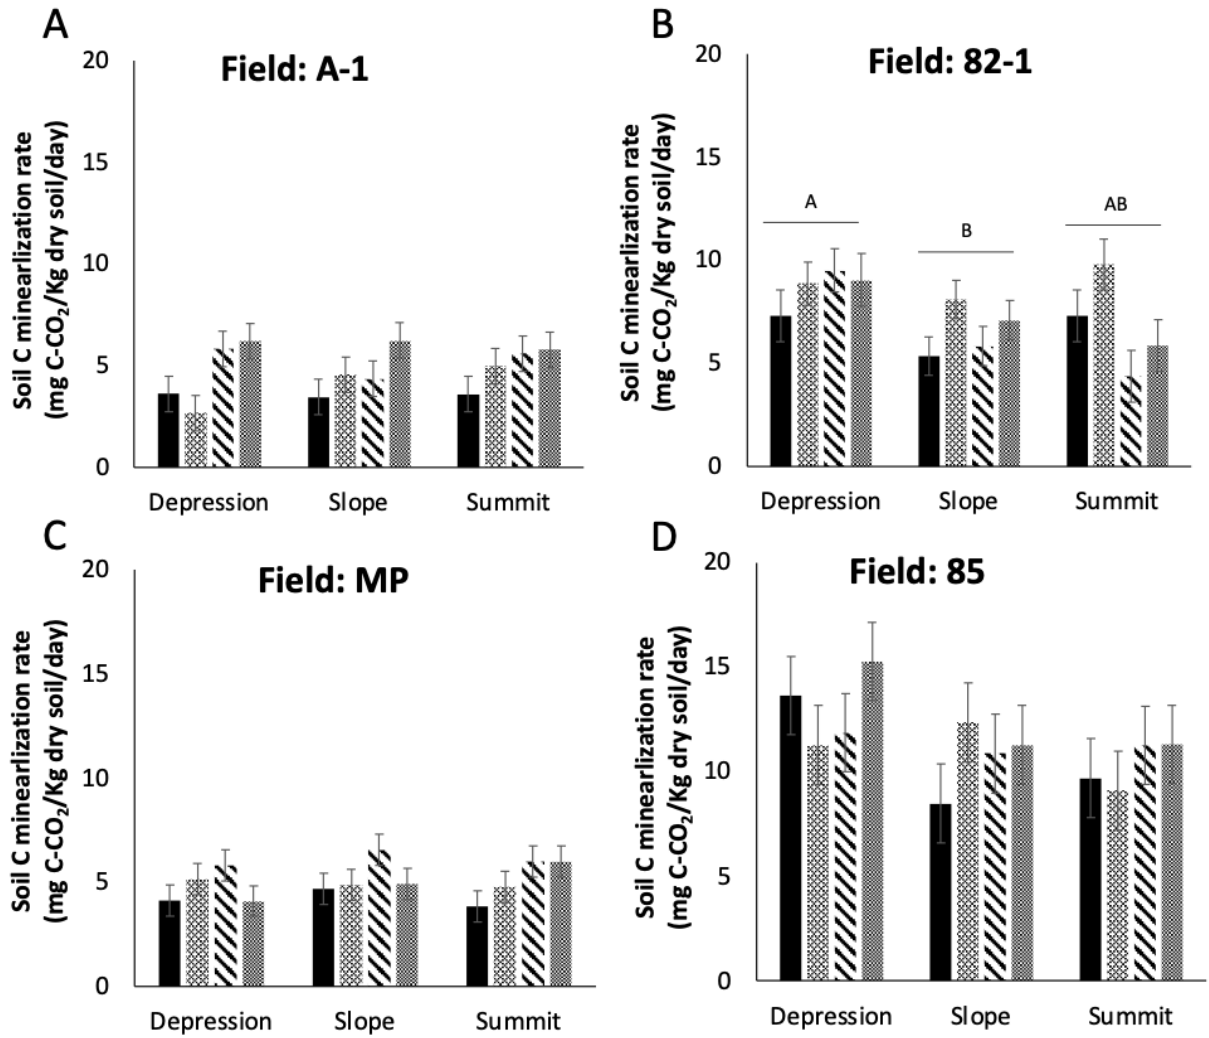 A
Field: A-1
Soil C minearlization rate
(mg C-CO₂/Kg dry soil/day)
20
15
10
5
0
Depression Slope Summit
B
Field: 82-1
Soil C minearlization rate
(mg C-CO₂/Kg dry soil/day)
20
15
10
5
0
A
B
AB
Depression Slope Summit
C
Field: MP
Soil C minearlization rate
(mg C-CO₂/Kg dry soil/day)
20
15
10
5
0
Depression Slope Summit
D
Field: 85
Soil C minearlization rate
(mg C-CO₂/Kg dry soil/day)
20
15
10
5
0
Depression Slope Summit